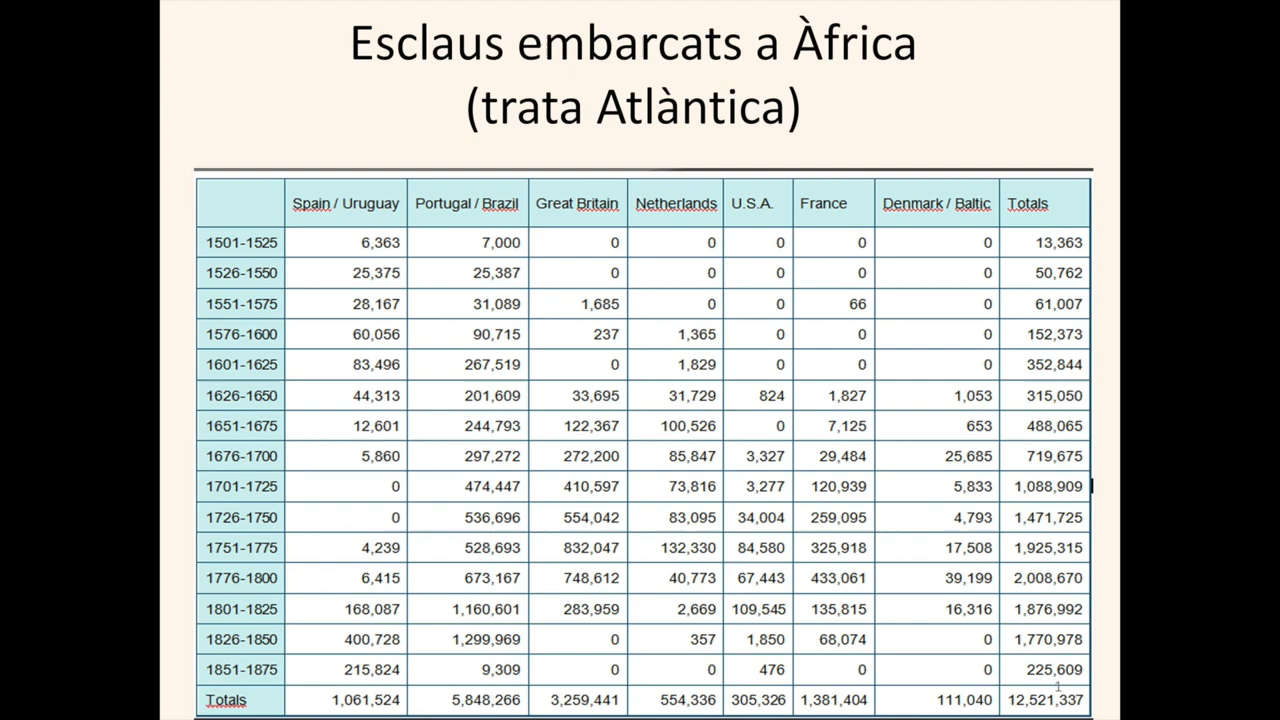 Esclaus embarcats a Àfrica
(trata Atlàntica)
Spain / Uruguay Portugal / Brazil Great Britain Netherlands U.S.A. France Denmark / Baltic Totals
1501-1525 6,363 7,000 0 0 0 0 0 13,363
1526-1550 25,375 25,387 0 0 0 0 0 50,762
1551-1575 28,167 31,089 1,685 0 0 66 0 61,007
1576-1600 60,056 90,715 237 1,365 0 0 0 152,373
1601-1625 83,496 267,519 0 1,829 0 0 0 352,844
1626-1650 44,313 201,609 33,695 31,729 824 1,827 1,053 315,050
1651-1675 12,601 244,793 122,367 100,526 0 7,125 653 488,065
1676-1700 5,860 297,272 272,200 85,847 3,327 29,484 25,685 719,675
1701-1725 0 474,447 410,597 73,816 3,277 120,939 5,833 1,088,909
1726-1750 0 536,696 554,042 83,095 34,004 259,095 4,793 1,471,725
1751-1775 4,239 528,693 832,047 132,330 84,580 325,918 17,508 1,925,315
1776-1800 6,415 673,167 748,612 40,773 67,443 433,061 39,199 2,008,670
1801-1825 168,087 1,160,601 283,959 2,669 109,545 135,815 16,316 1,876,992
1826-1850 400,728 1,299,969 0 357 1,850 68,074 0 1,770,978
1851-1875 215,824 9,309 0 0 476 0 0 225,609
1
Totals 1,061,524 5,848,266 3,259,441 554,336 305,326 1,381,404 111,040 12,521,337